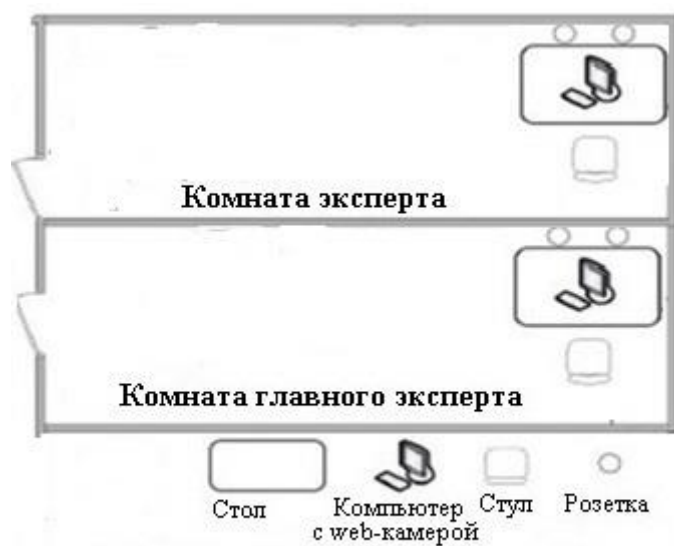 Комната эксперта
Комната главного эксперта
Стол
Компьютер
с web-камерой
Стул
Розетка